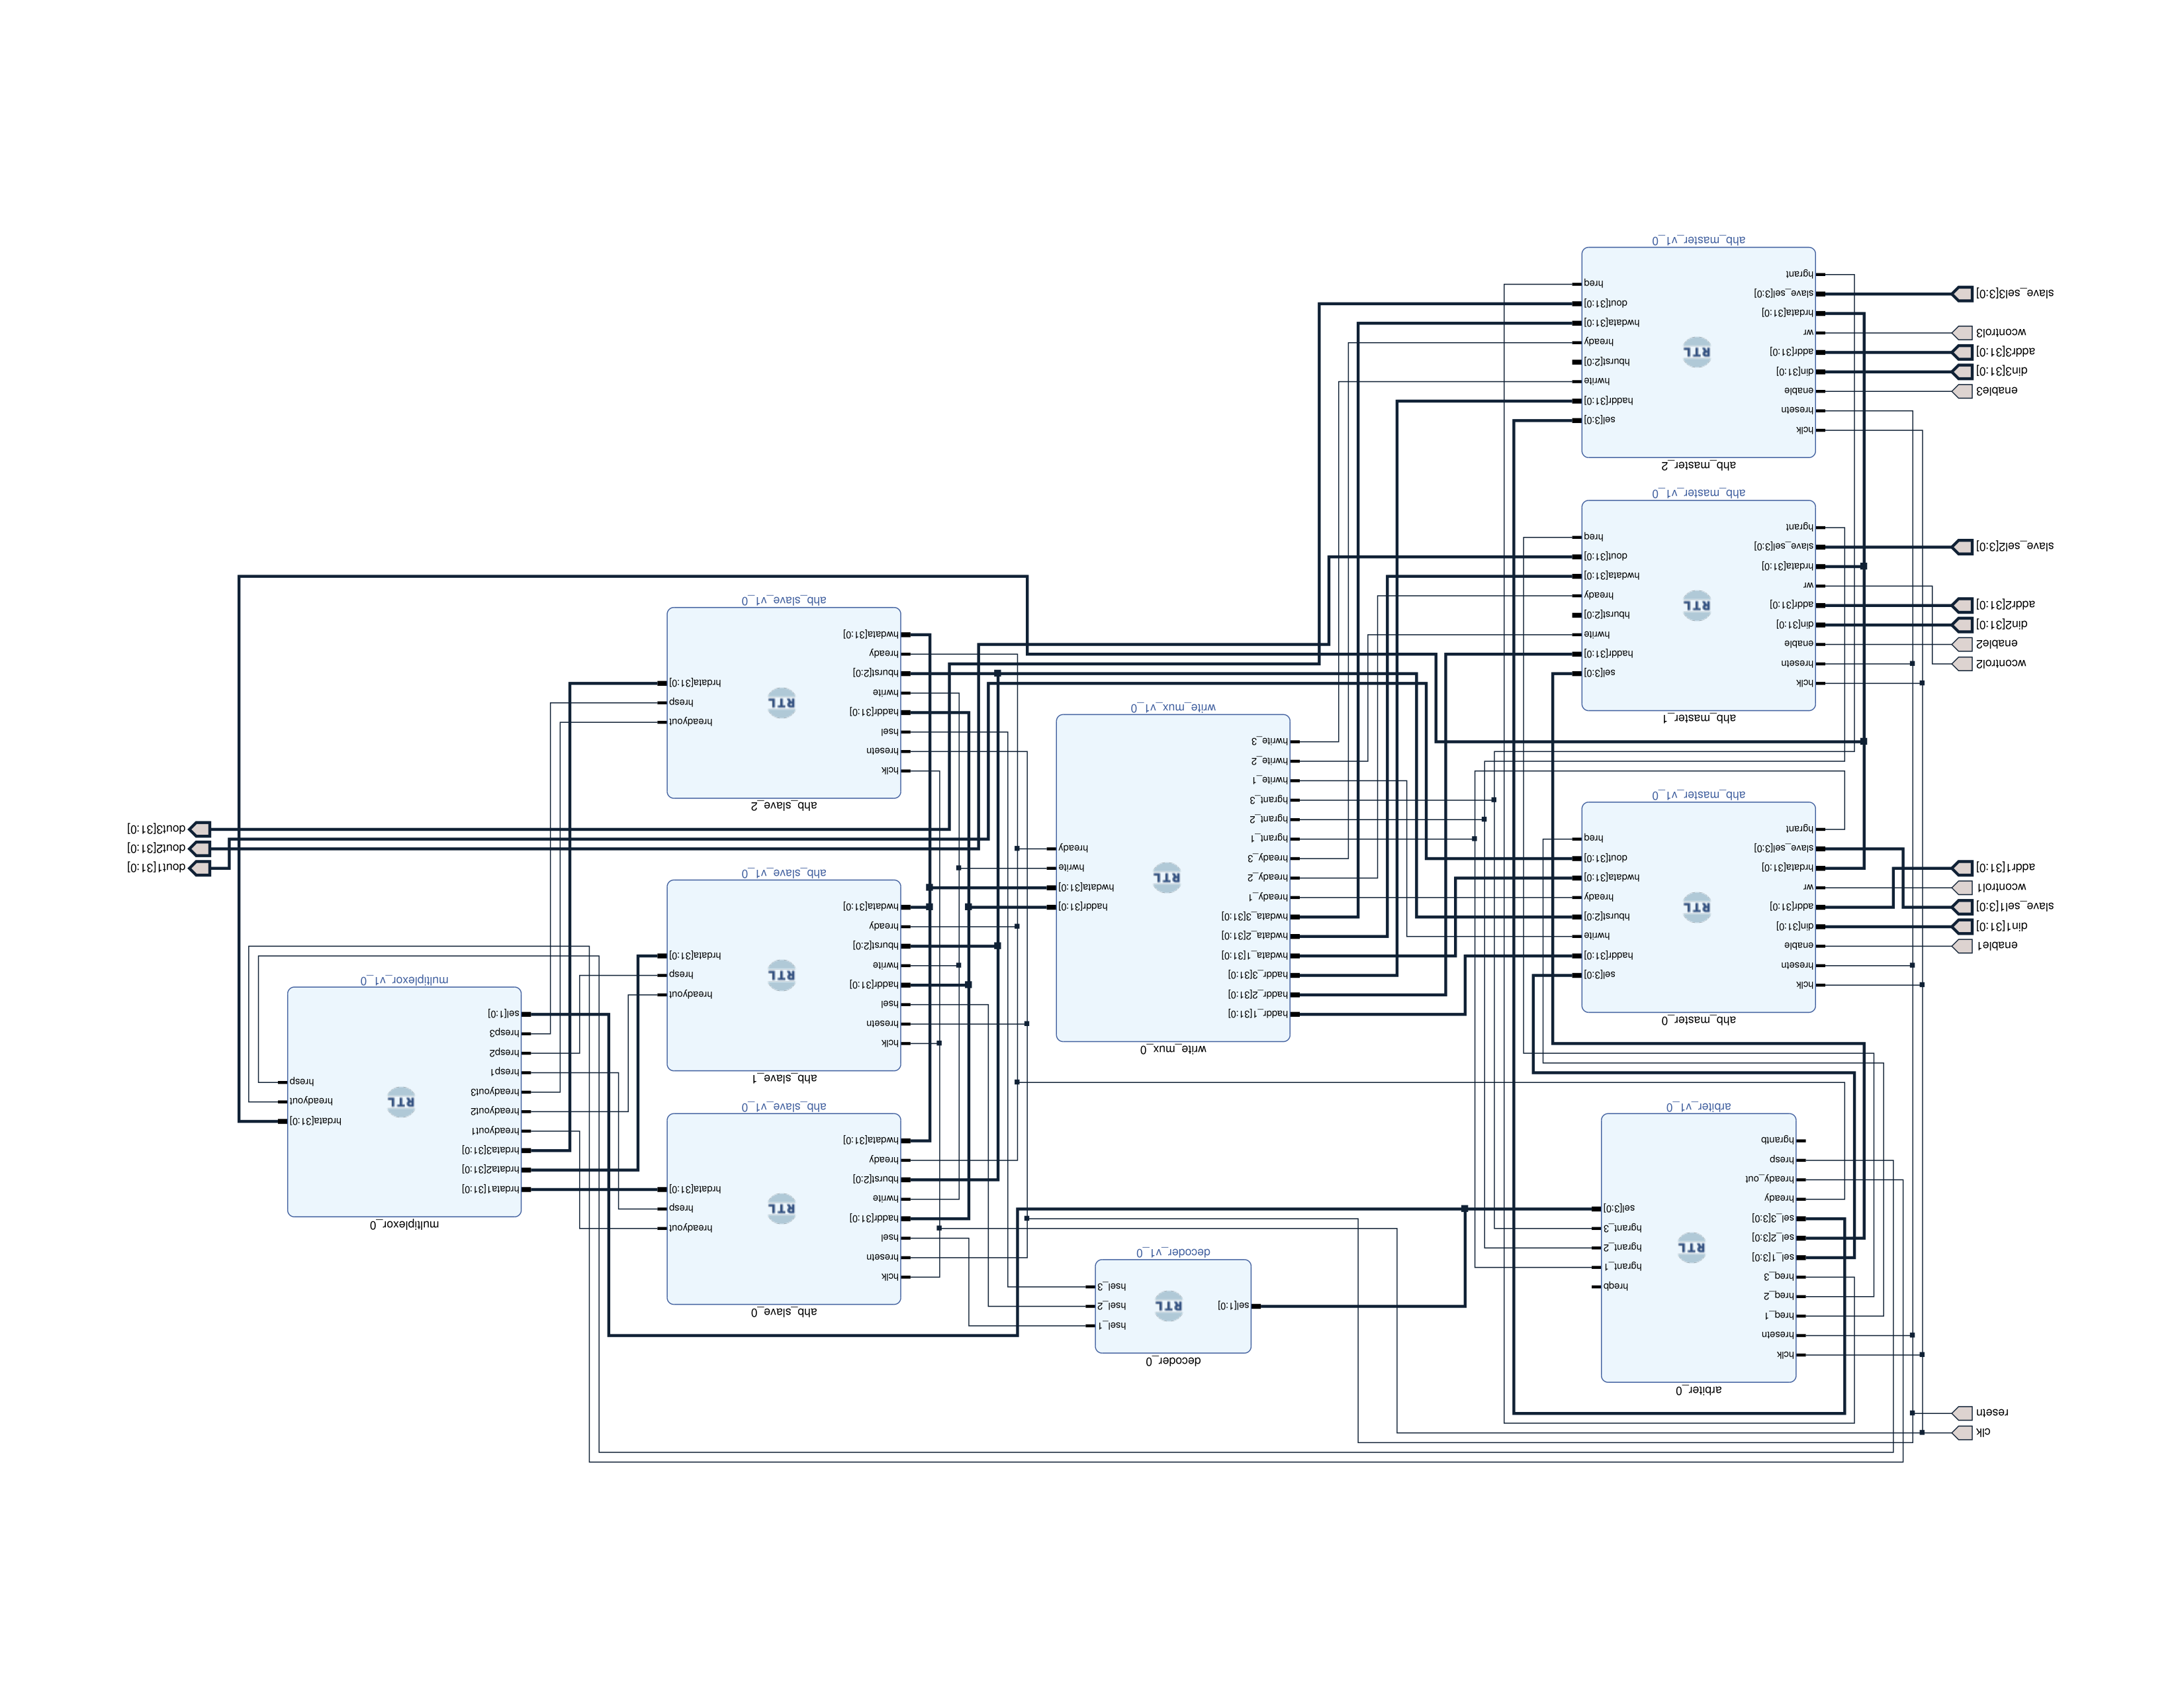 clk
resetn
enable1
din1[31:0]
slave_sel1[3:0]
wcontrol1
addr1[31:0]
wcontrol2
enable2
din2[31:0]
addr2[31:0]
slave_sel2[3:0]
enable3
din3[31:0]
addr3[31:0]
wcontrol3
slave_sel3[3:0]
arbiter_0
hclk
hresetn
hreq_1
hreq_2
hreq_3
sel_1[3:0]
sel_2[3:0]
sel_3[3:0]
hready
hready_out
hresp
hgrantb
RTL
hreqb
hgrant_1
hgrant_2
hgrant_3
sel[3:0]
arbiter_v1_0
ahb_master_0
hclk
hresetn
enable
din[31:0]
addr[31:0]
wr
hrdata[31:0]
slave_sel[3:0]
hgrant
RTL
sel[3:0]
haddr[31:0]
hwrite
hburst[2:0]
hready
hwdata[31:0]
dout[31:0]
hreq
ahb_master_v1_0
ahb_master_1
hclk
hresetn
enable
din[31:0]
addr[31:0]
wr
hrdata[31:0]
slave_sel[3:0]
hgrant
RTL
sel[3:0]
haddr[31:0]
hwrite
hburst[2:0]
hready
hwdata[31:0]
dout[31:0]
hreq
ahb_master_v1_0
ahb_master_2
hclk
hresetn
enable
din[31:0]
addr[31:0]
wr
hrdata[31:0]
slave_sel[3:0]
hgrant
RTL
sel[3:0]
haddr[31:0]
hwrite
hburst[2:0]
hready
hwdata[31:0]
dout[31:0]
hreq
ahb_master_v1_0
decoder_0
sel[1:0]
RTL
hsel_1
hsel_2
hsel_3
decoder_v1_0
write_mux_0
haddr_1[31:0]
haddr_2[31:0]
haddr_3[31:0]
hwdata_1[31:0]
hwdata_2[31:0]
hwdata_3[31:0]
hready_1
hready_2
hready_3
hgrant_1
hgrant_2
hgrant_3
hwrite_1
hwrite_2
hwrite_3
RTL
haddr[31:0]
hwdata[31:0]
hwrite
hready
write_mux_v1_0
ahb_slave_0
hclk
hresetn
hsel
haddr[31:0]
hwrite
hburst[2:0]
hready
hwdata[31:0]
RTL
hreadyout
hresp
hrdata[31:0]
ahb_slave_v1_0
ahb_slave_1
hclk
hresetn
hsel
haddr[31:0]
hwrite
hburst[2:0]
hready
hwdata[31:0]
RTL
hreadyout
hresp
hrdata[31:0]
ahb_slave_v1_0
ahb_slave_2
hclk
hresetn
hsel
haddr[31:0]
hwrite
hburst[2:0]
hready
hwdata[31:0]
RTL
hreadyout
hresp
hrdata[31:0]
ahb_slave_v1_0
multiplexor_0
hrdata1[31:0]
hrdata2[31:0]
hrdata3[31:0]
hreadyout1
hreadyout2
hreadyout3
hresp1
hresp2
hresp3
sel[1:0]
RTL
hrdata[31:0]
hreadyout
hresp
multiplexor_v1_0
dout1[31:0]
dout2[31:0]
dout3[31:0]